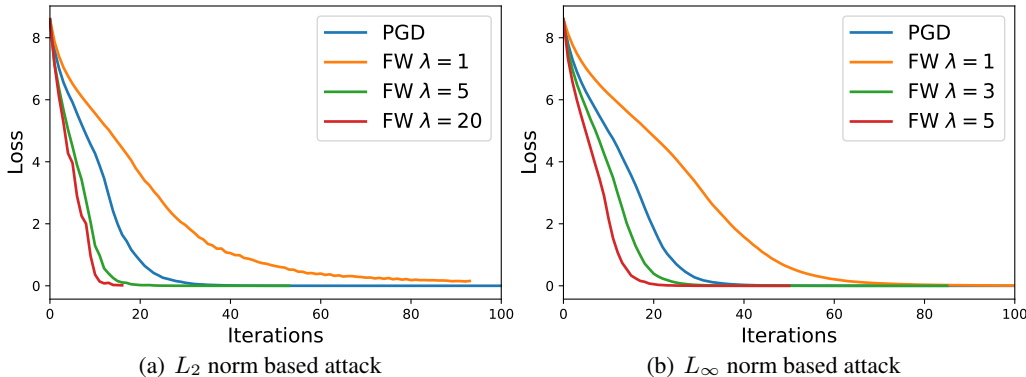 PGD
FW λ = 1
FW λ = 5
FW λ = 20
8
6
4
2
0
Loss
0 20 40 60 80 100
Iterations
(a) L₂ norm based attack
PGD
FW λ = 1
FW λ = 3
FW λ = 5
8
6
4
2
0
Loss
0 20 40 60 80 100
Iterations
(b) L∞ norm based attack